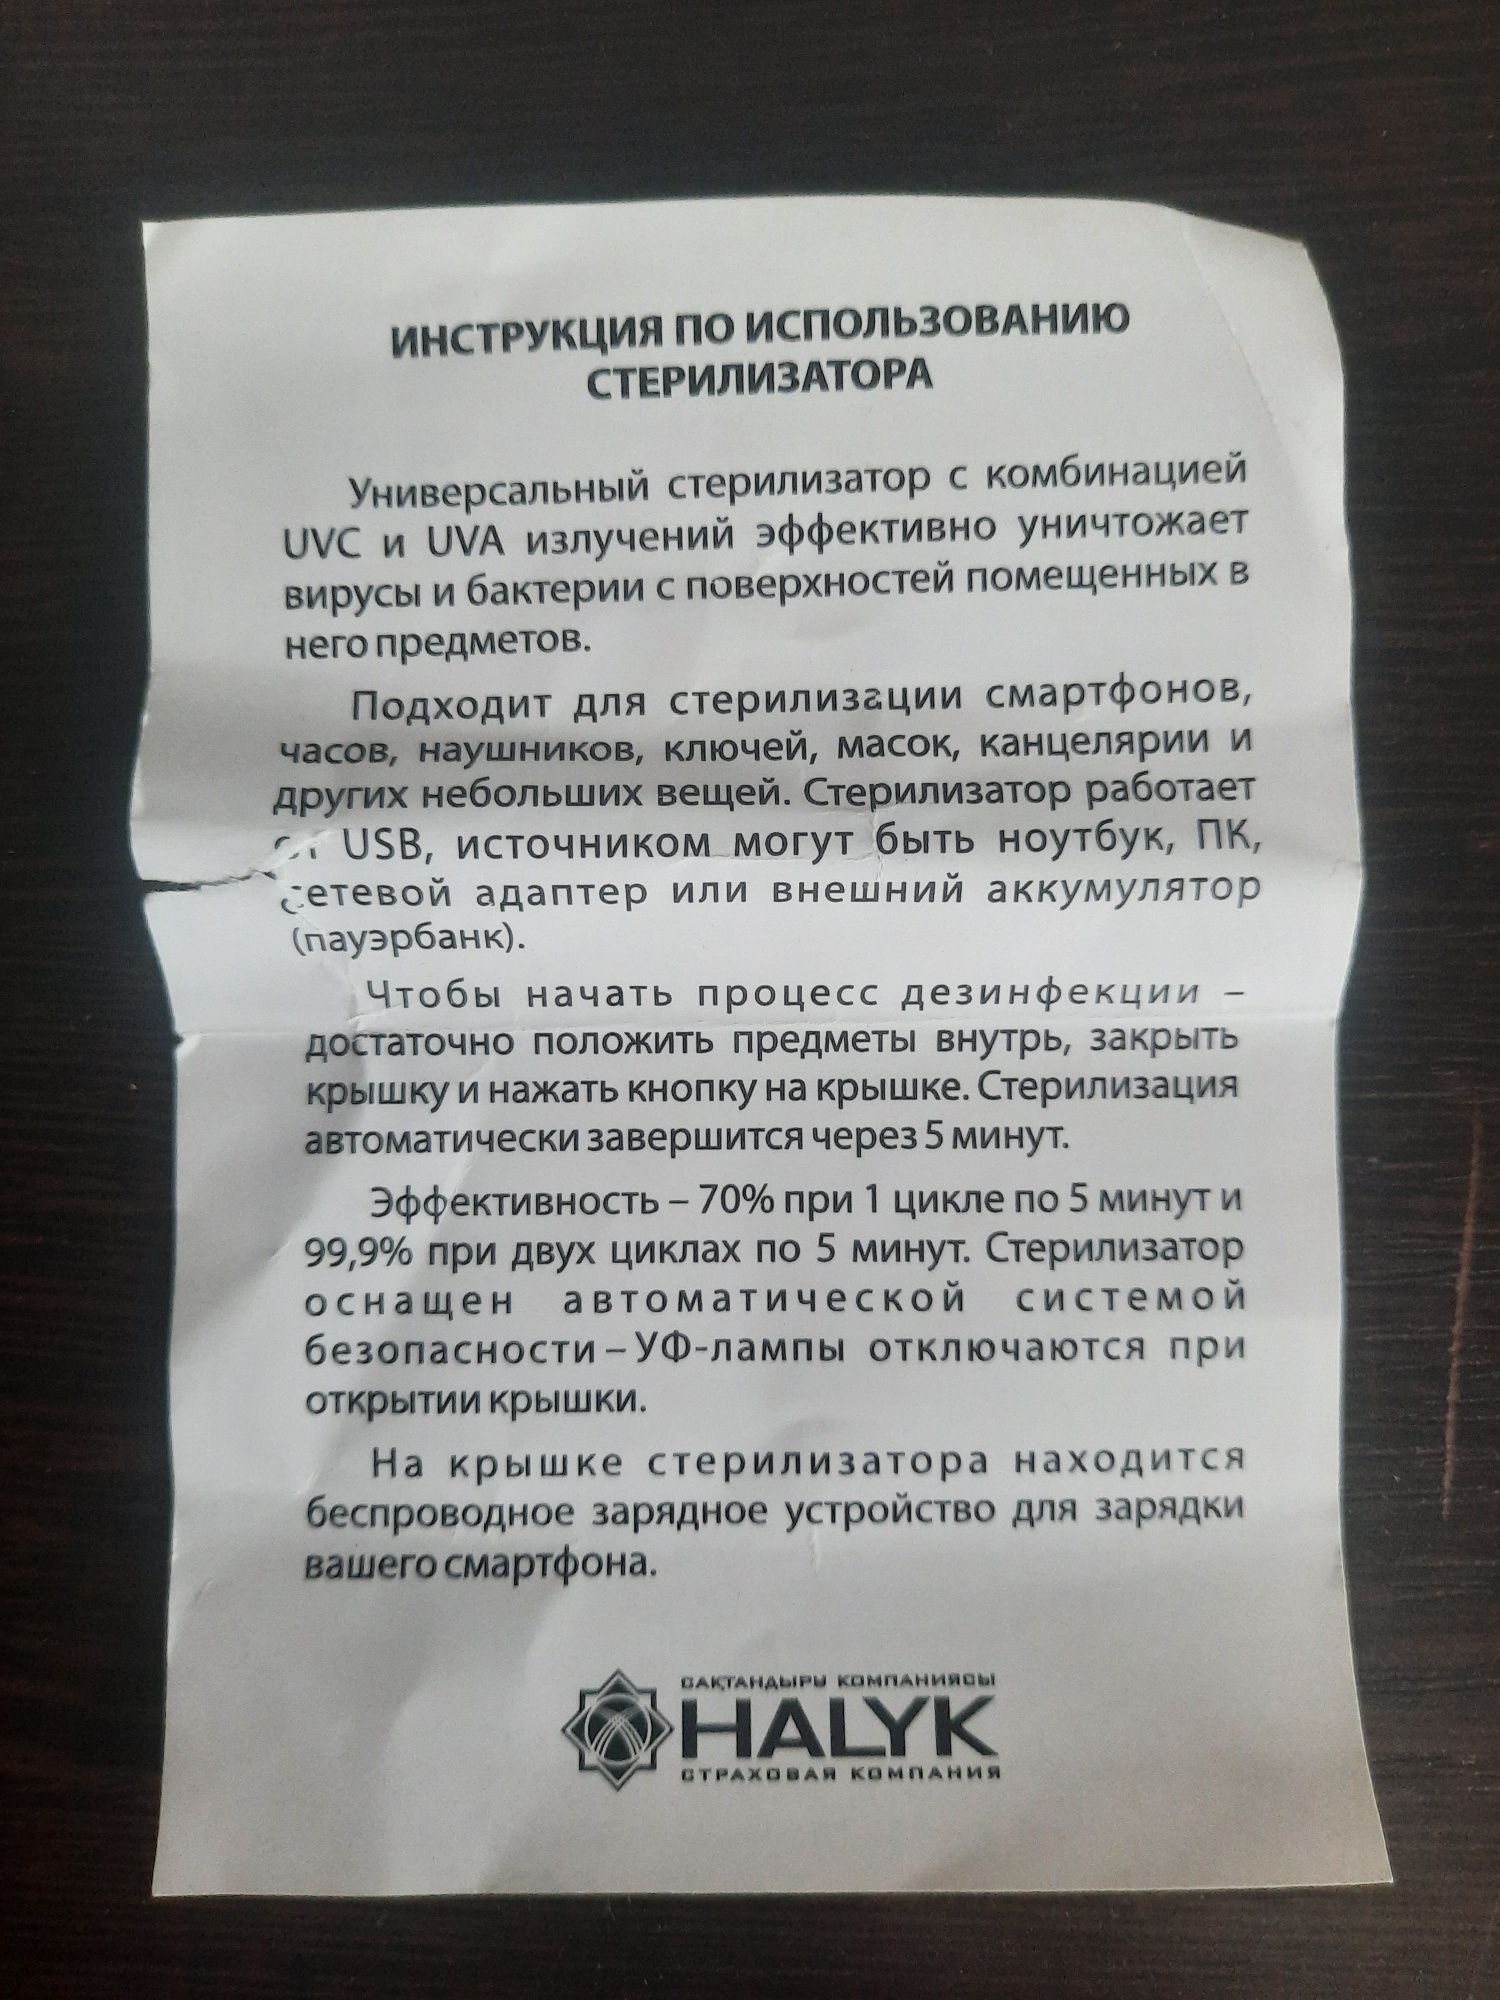 ИНСТРУКЦИЯ ПО ИСПОЛЬЗОВАНИЮ
СТЕРИЛИЗАТОРА
Универсальный стерилизатор с комбинацией
UVC и UVA излучений эффективно уничтожает
вирусы и бактерии с поверхностей помещенных в
него предметов.
Подходит для стерилизации смартфонов,
часов, наушников, ключей, масок, канцелярии и
других небольших вещей. Стерилизатор работает
от USB, источником могут быть ноутбук, ПК,
сетевой адаптер или внешний аккумулятор
(пауэрбанк).
Чтобы начать процесс дезинфекции –
достаточно положить предметы внутрь, закрыть
крышку и нажать кнопку на крышке. Стерилизация
автоматически завершится через 5 минут.
Эффективность – 70% при 1 цикле по 5 минут и
99,9% при двух циклах по 5 минут. Стерилизатор
оснащен автоматической системой
безопасности – УФ-лампы отключаются при
открытии крышки.
На крышке стерилизатора находится
беспроводное зарядное устройство для зарядки
вашего смартфона.
САҚТАНДЫРУ КОМПАНИЯСЫ
HALYK
СТРАХОВАЯ КОМПАНИЯ